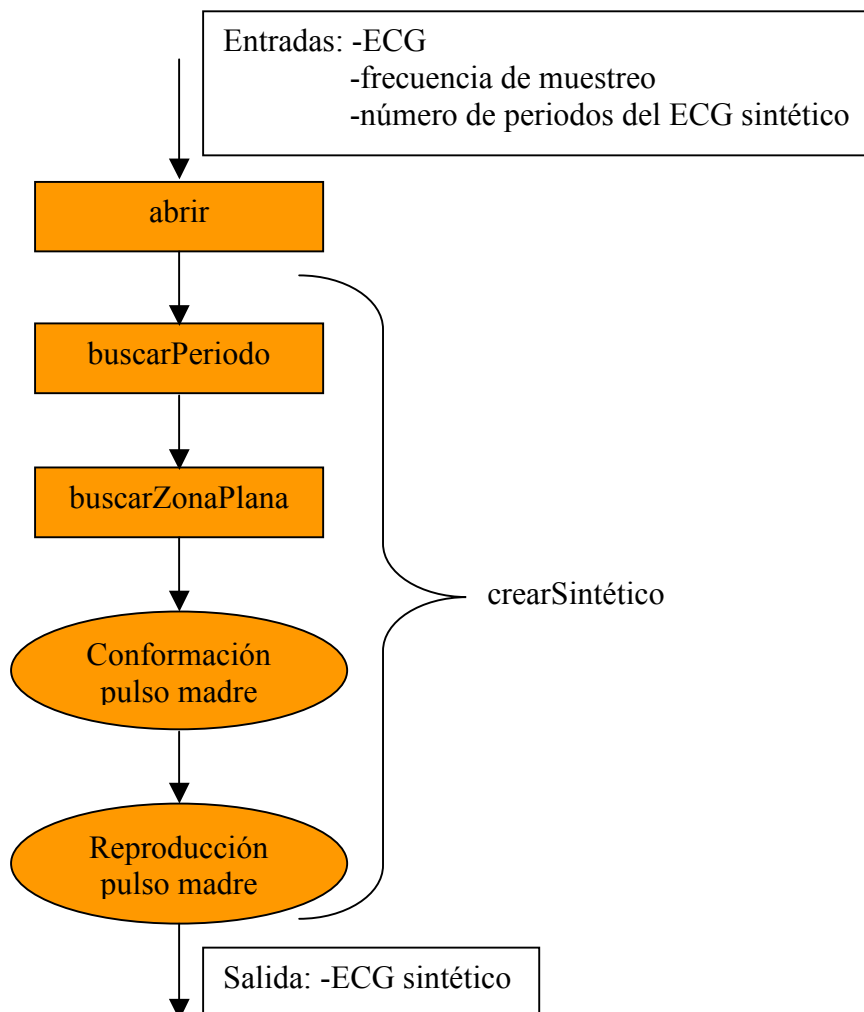 Entradas: -ECG
-frecuencia de muestreo
-número de periodos del ECG sintético
abrir
buscarPeriodo
buscarZonaPlana
crearSintético
Conformación
pulso madre
Reproducción
pulso madre
Salida: -ECG sintético